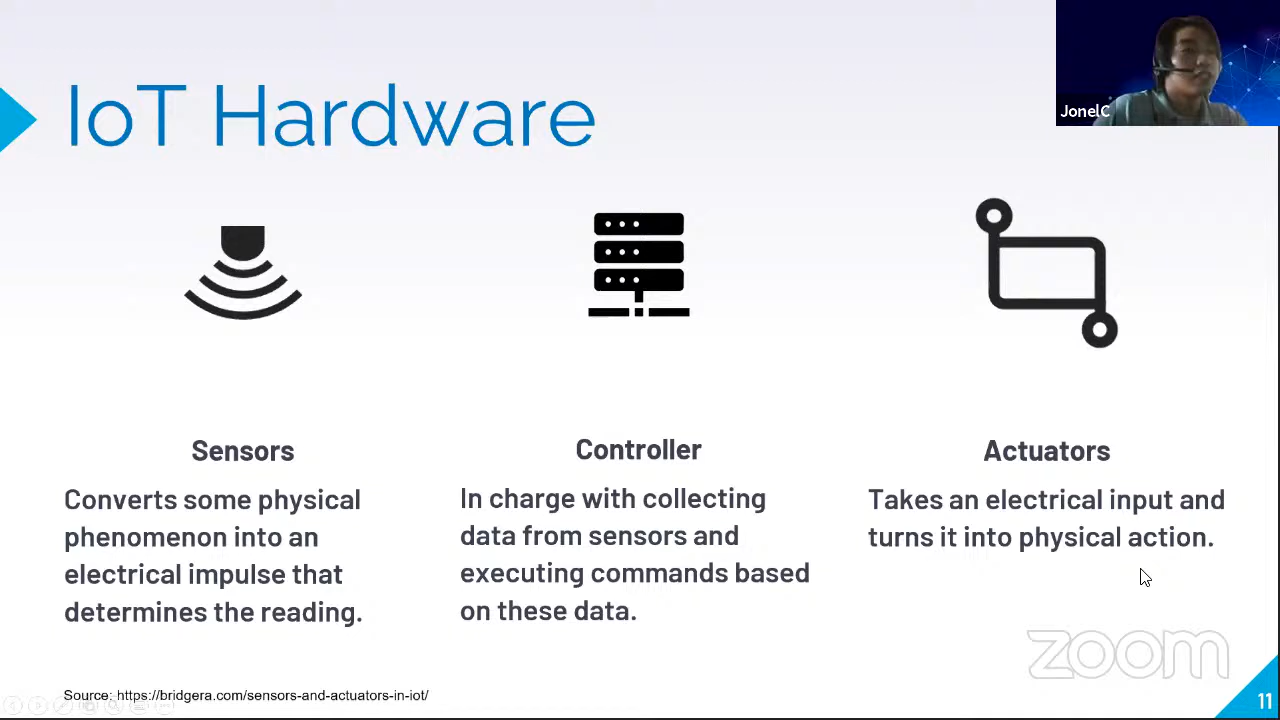 IoT Hardware
JonelC
Sensors
Converts some physical
phenomenon into an
electrical impulse that
determines the reading.
Controller
In charge with collecting
data from sensors and
executing commands based
on these data.
Actuators
Takes an electrical input and
turns it into physical action.
zoom
Source: https://bridgera.com/sensors-and-actuators-in-iot/
11